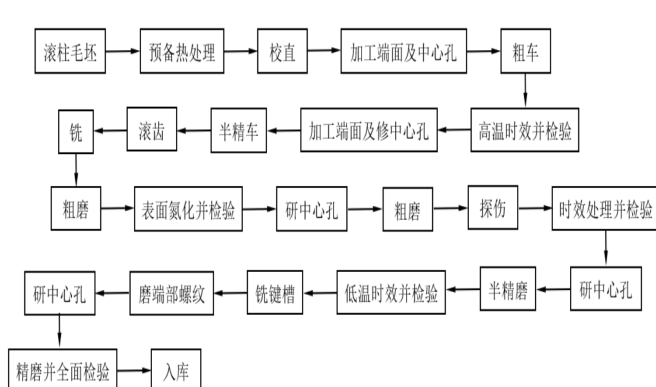 滚柱毛坯
预备热处理
校直
加工端面及中心孔
粗车
高温时效并检验
加工端面及修中心孔
半精车
滚齿
铣
粗磨
表面氮化并检验
研中心孔
粗磨
探伤
时效处理并检验
研中心孔
半精磨
低温时效并检验
铣键槽
磨端部螺纹
研中心孔
精磨并全面检验
入库